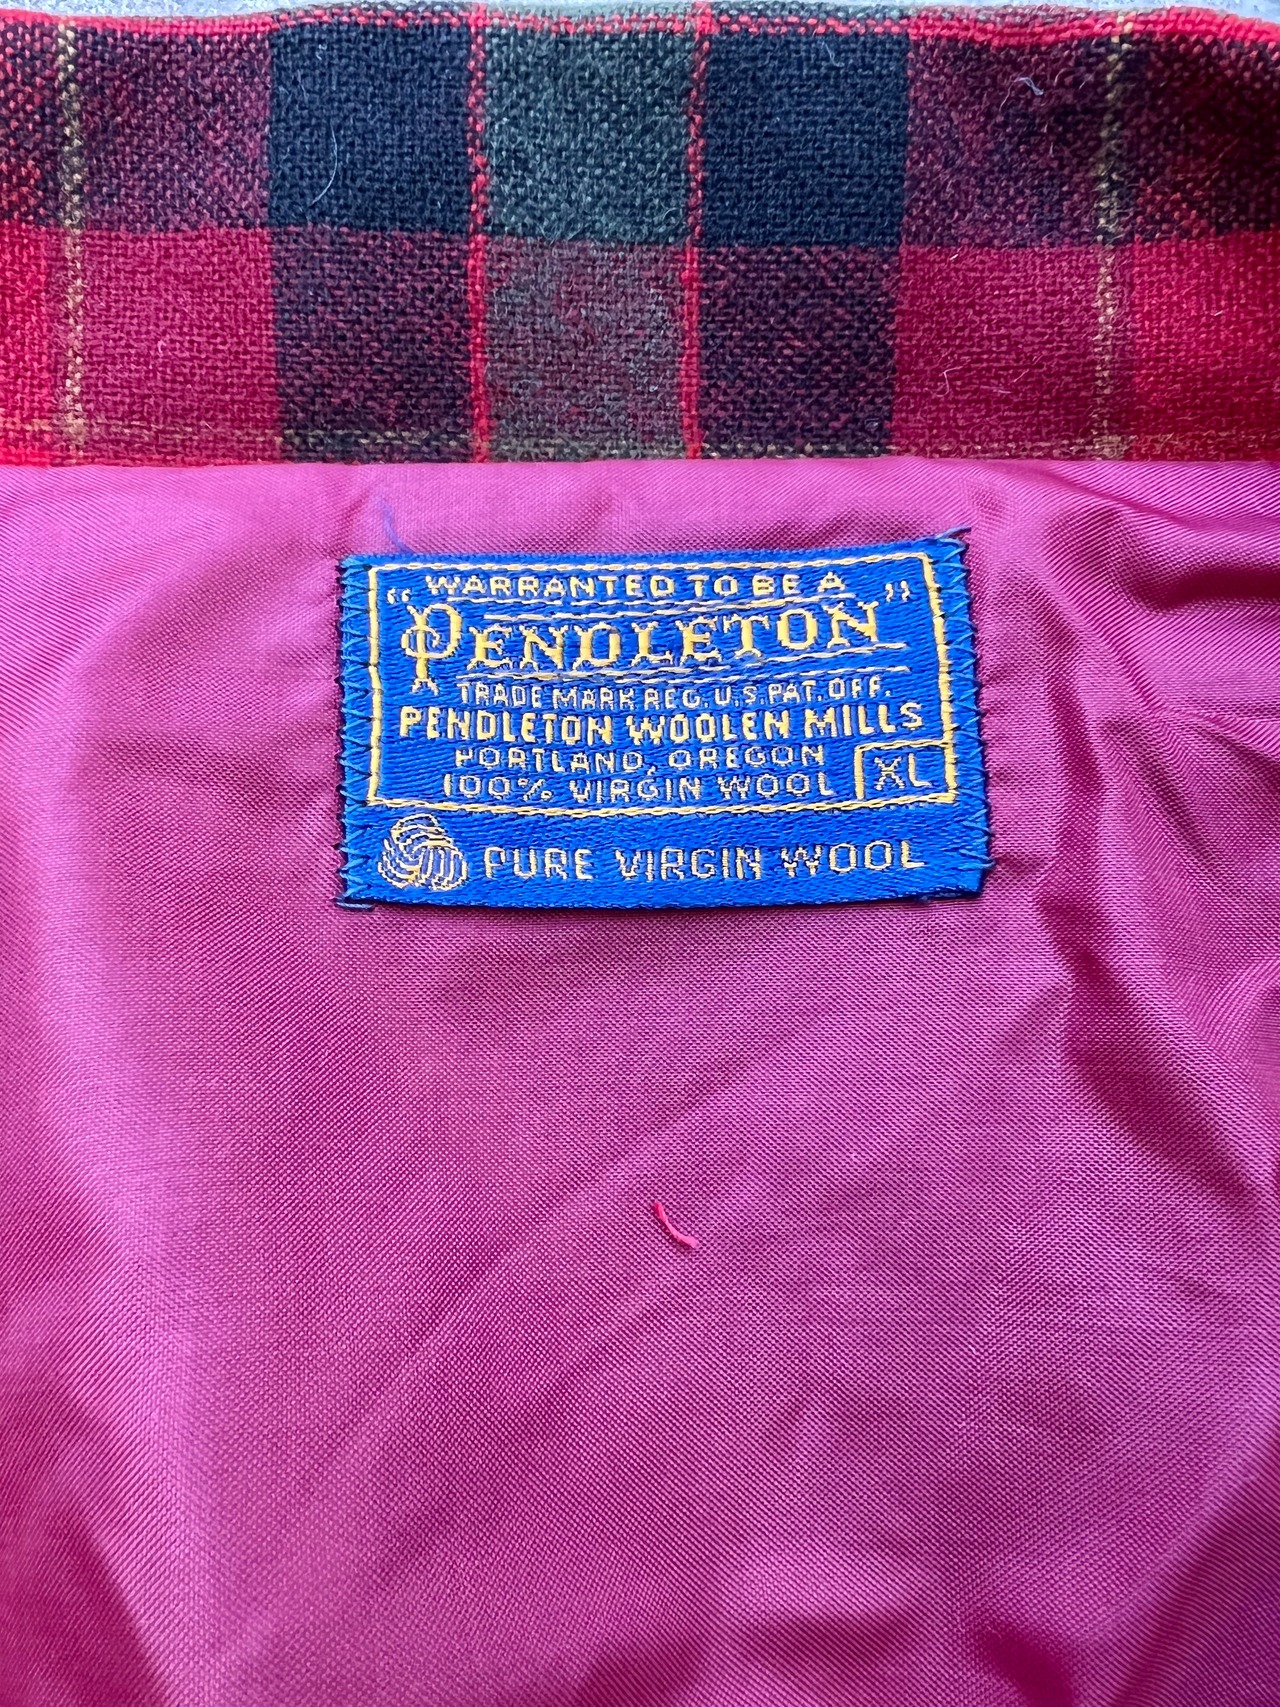 WARRANTED TO BE A
"PENDLETON"
TRADE MARK REG. U.S. PAT. OFF.
PENDLETON WOOLEN MILLS
PORTLAND, OREGON
100% VIRGIN WOOL XL
PURE VIRGIN WOOL